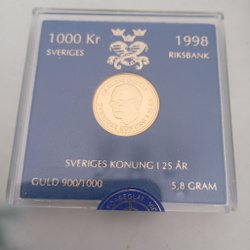 1000 Kr 1998
SVERIGES RIKSBANK
SVERIGES KONUNG I 25 ÅR
GULD 900/1000 5,8 GRAM